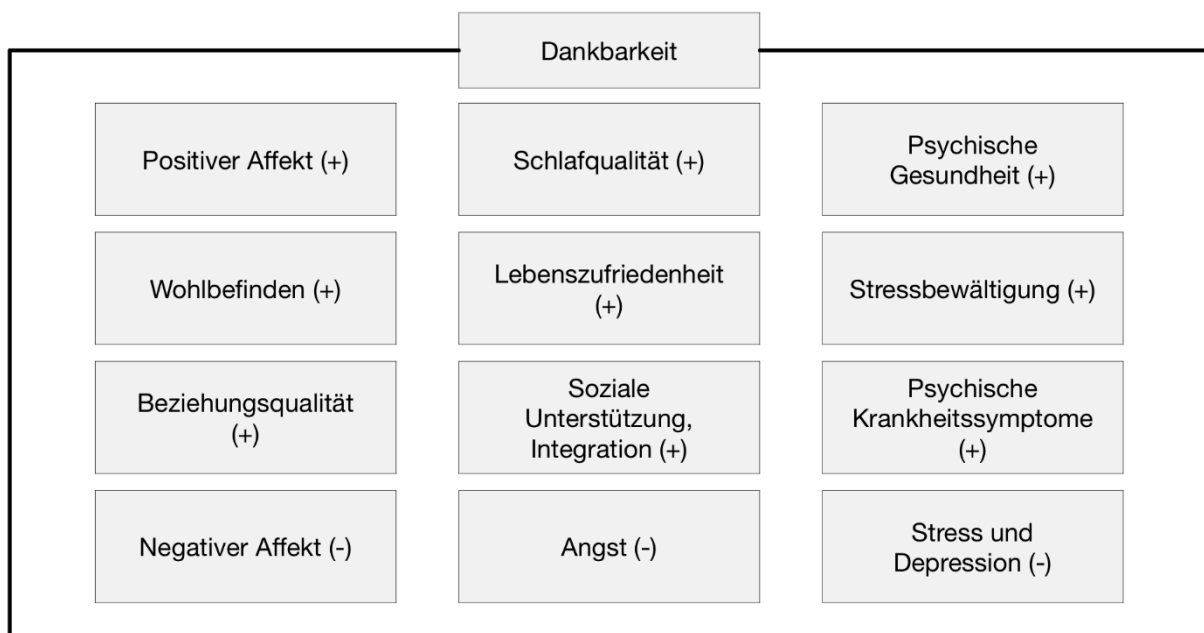 Dankbarkeit
Positiver Affekt (+)
Schlafqualität (+)
Psychische
Gesundheit (+)
Wohlbefinden (+)
Lebenszufriedenheit
(+)
Stressbewältigung (+)
Beziehungsqualität
(+)
Soziale
Unterstützung,
Integration (+)
Psychische
Krankheitssymptome
(+)
Negativer Affekt (-)
Angst (-)
Stress und
Depression (-)